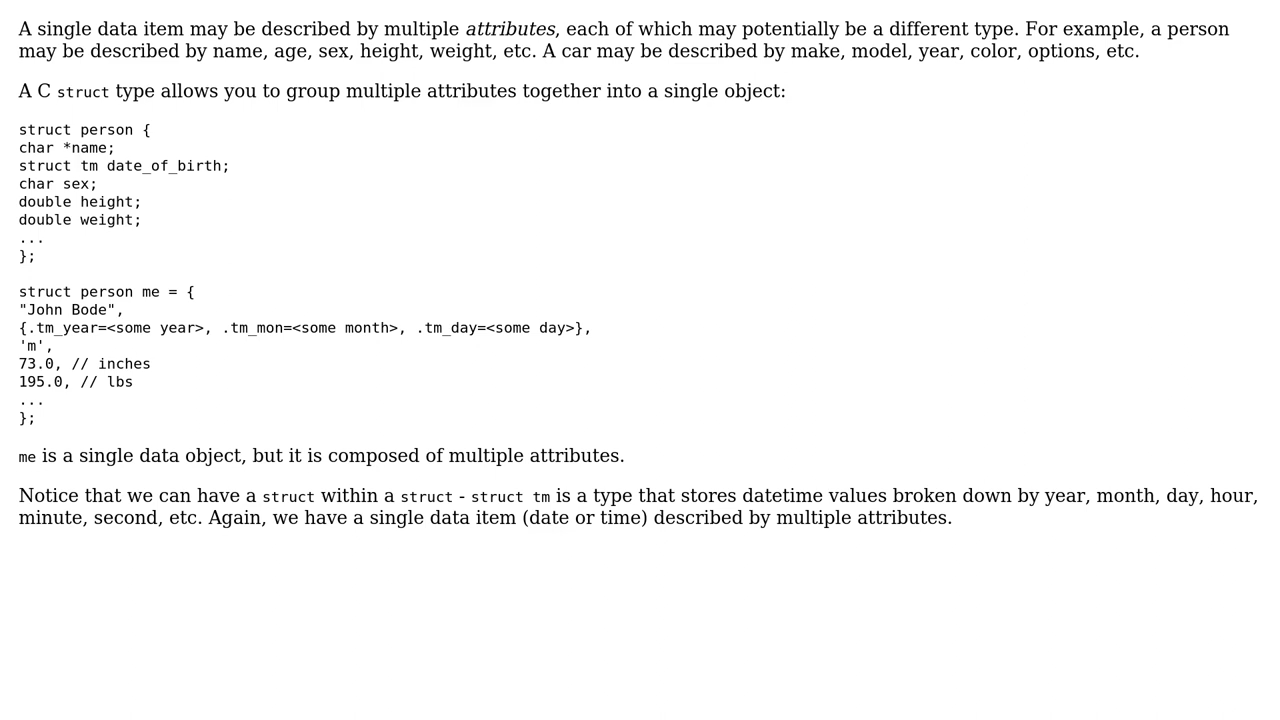 A single data item may be described by multiple attributes, each of which may potentially be a different type. For example, a person
may be described by name, age, sex, height, weight, etc. A car may be described by make, model, year, color, options, etc.
A C struct type allows you to group multiple attributes together into a single object:
struct person {
char *name;
struct tm date_of_birth;
char sex;
double height;
double weight;
...
};
struct person me = {
"John Bode",
{.tm_year=<some year>, .tm_mon=<some month>, .tm_day=<some day>},
'm',
73.0, // inches
195.0, // lbs
...
};
me is a single data object, but it is composed of multiple attributes.
Notice that we can have a struct within a struct - struct tm is a type that stores datetime values broken down by year, month, day, hour,
minute, second, etc. Again, we have a single data item (date or time) described by multiple attributes.